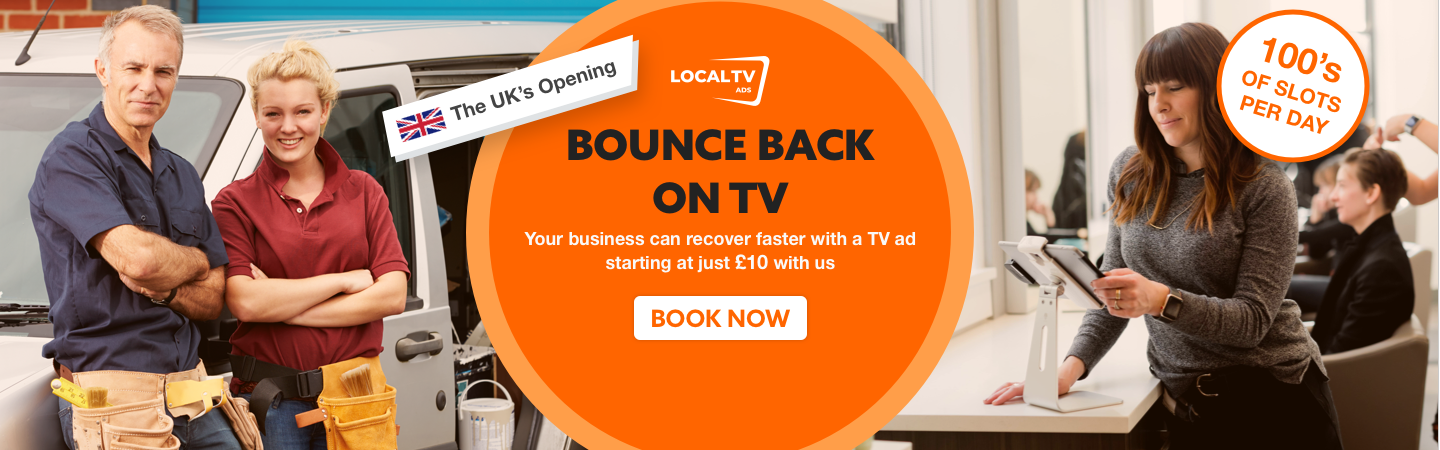 The UK's Opening
LOCAL TV
ADS
BOUNCE BACK
ON TV
Your business can recover faster with a TV ad
starting at just £10 with us
BOOK NOW
100's
OF SLOTS
PER DAY